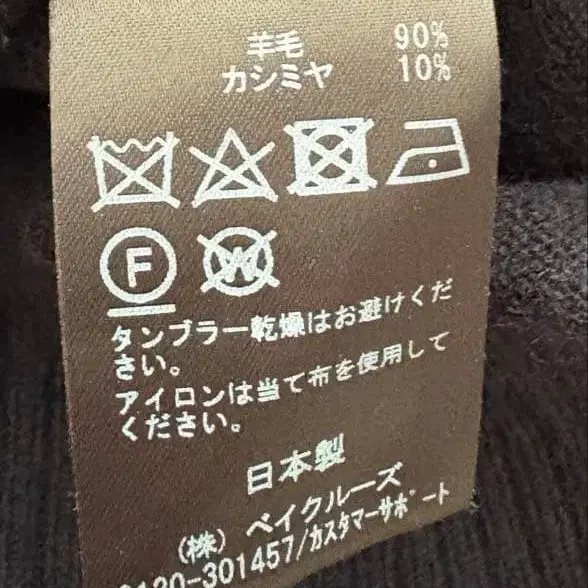 羊毛 90%
カシミヤ 10%
F W
タンブラー乾燥はお避けくだ
さい。
アイロンは当て布を使用して
ください。
日本製
（株）ベイクルーズ
0120-301457/カスタマーサポート